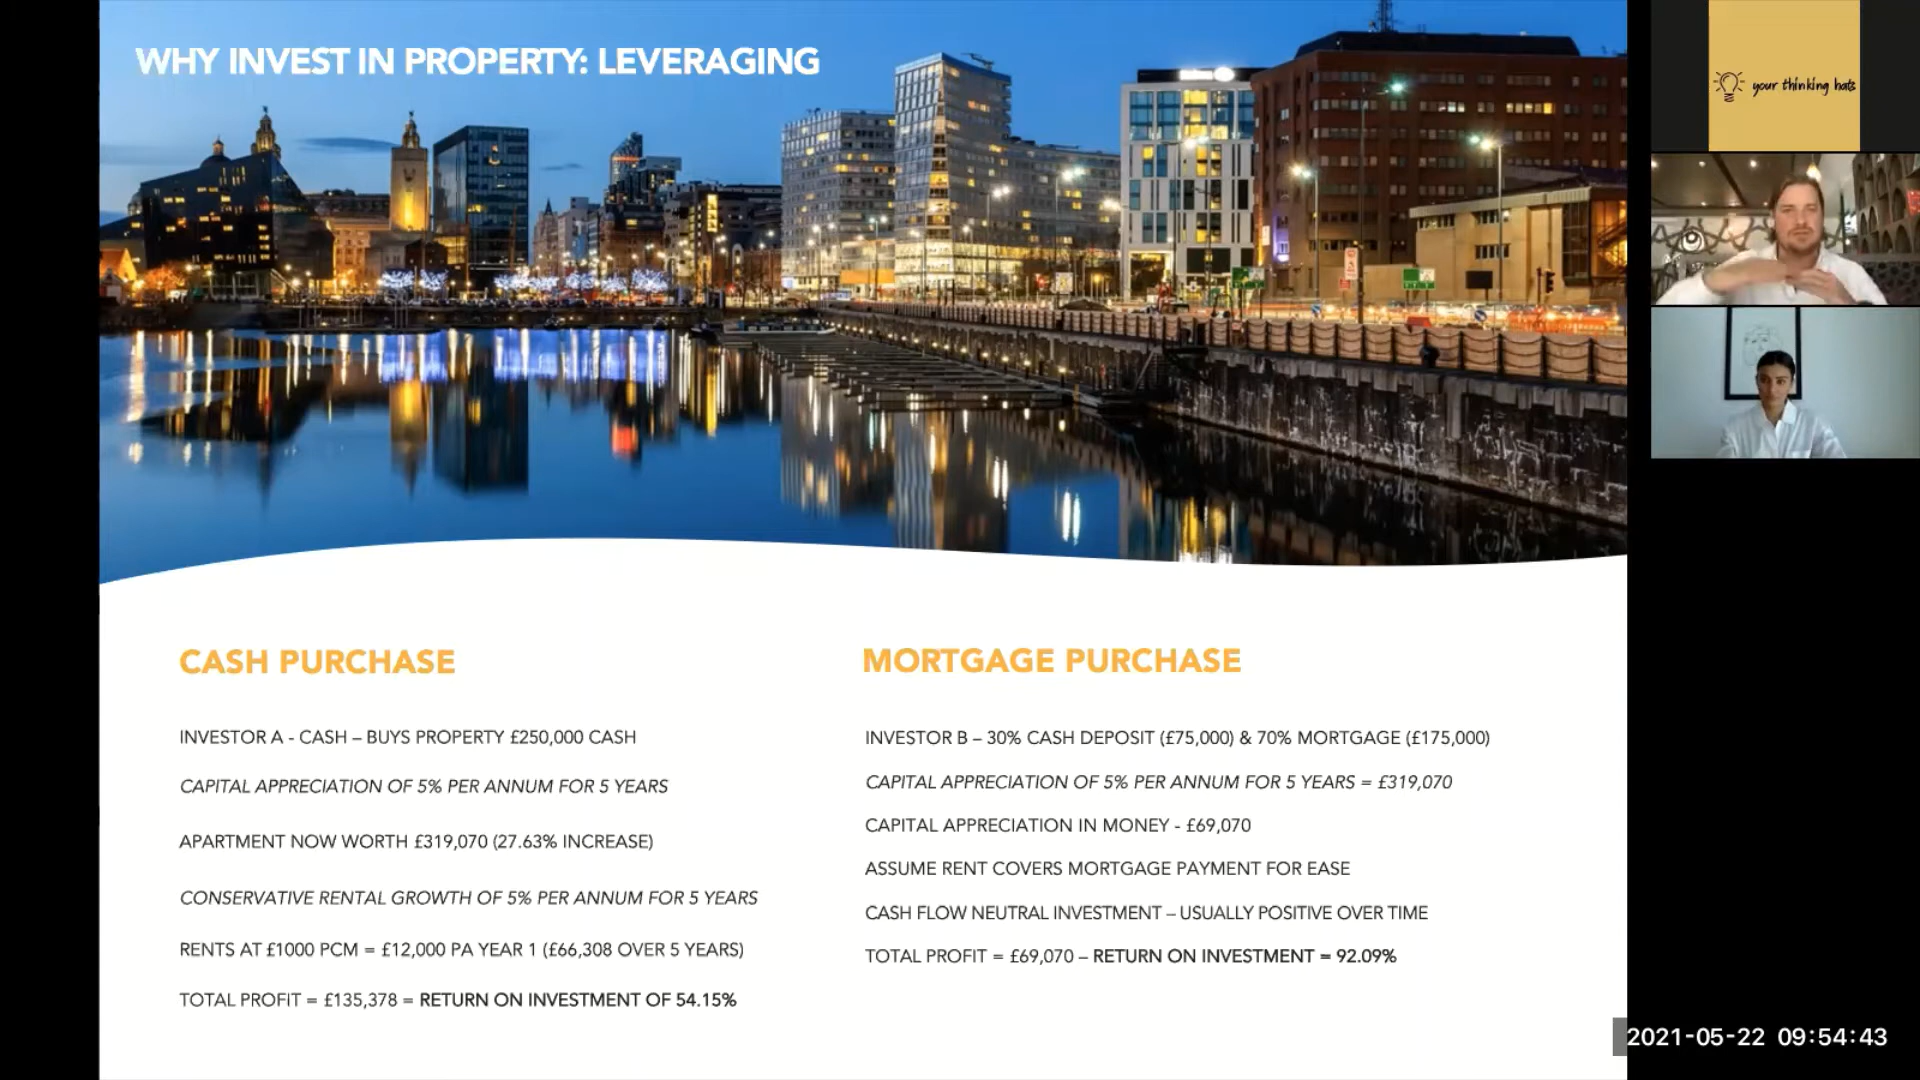 WHY INVEST IN PROPERTY: LEVERAGING
your thinking hats
CASH PURCHASE
INVESTOR A - CASH – BUYS PROPERTY £250,000 CASH
CAPITAL APPRECIATION OF 5% PER ANNUM FOR 5 YEARS
APARTMENT NOW WORTH £319,070 (27.63% INCREASE)
CONSERVATIVE RENTAL GROWTH OF 5% PER ANNUM FOR 5 YEARS
RENTS AT £1000 PCM = £12,000 PA YEAR 1 (£66,308 OVER 5 YEARS)
TOTAL PROFIT = £135,378 = RETURN ON INVESTMENT OF 54.15%
MORTGAGE PURCHASE
INVESTOR B – 30% CASH DEPOSIT (£75,000) & 70% MORTGAGE (£175,000)
CAPITAL APPRECIATION OF 5% PER ANNUM FOR 5 YEARS = £319,070
CAPITAL APPRECIATION IN MONEY - £69,070
ASSUME RENT COVERS MORTGAGE PAYMENT FOR EASE
CASH FLOW NEUTRAL INVESTMENT – USUALLY POSITIVE OVER TIME
TOTAL PROFIT = £69,070 – RETURN ON INVESTMENT = 92.09%
2021-05-22 09:54:43